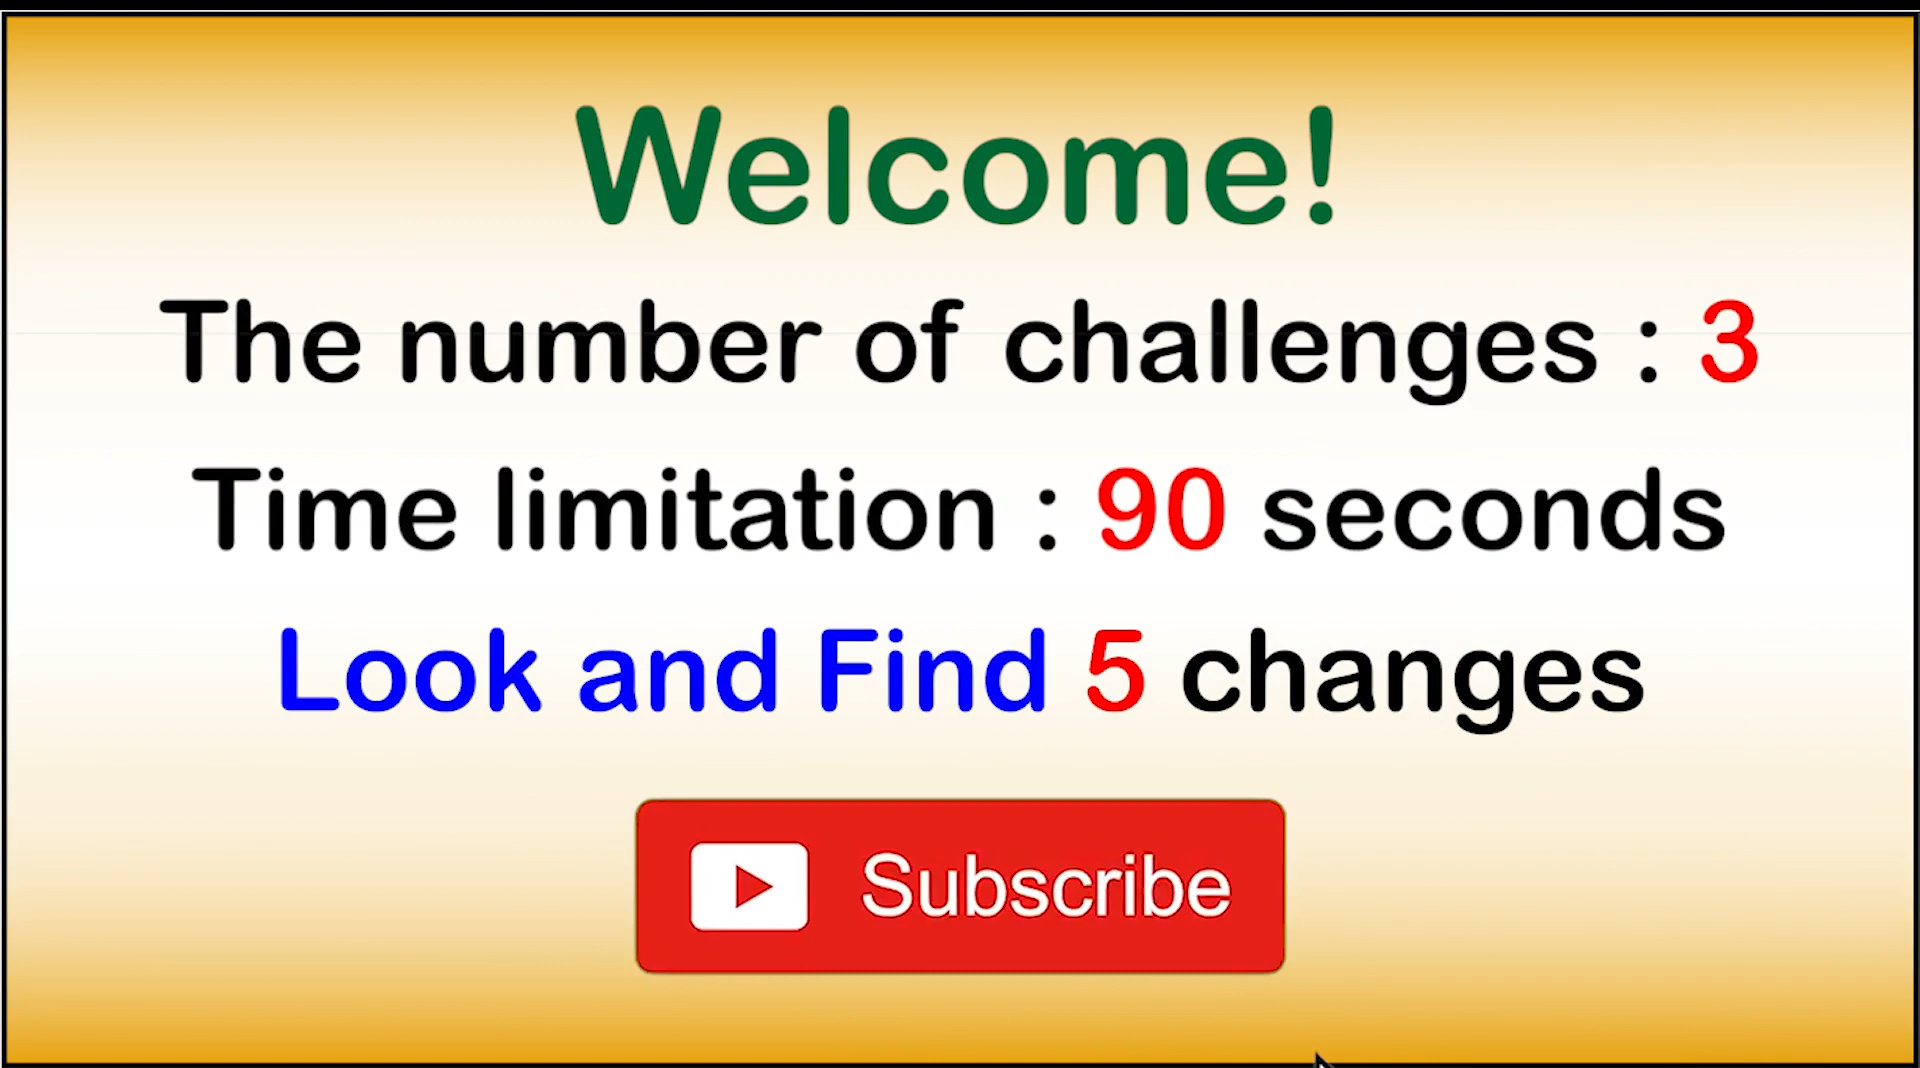 Welcome!
The number of challenges : 3
Time limitation : 90 seconds
Look and Find 5 changes
Subscribe